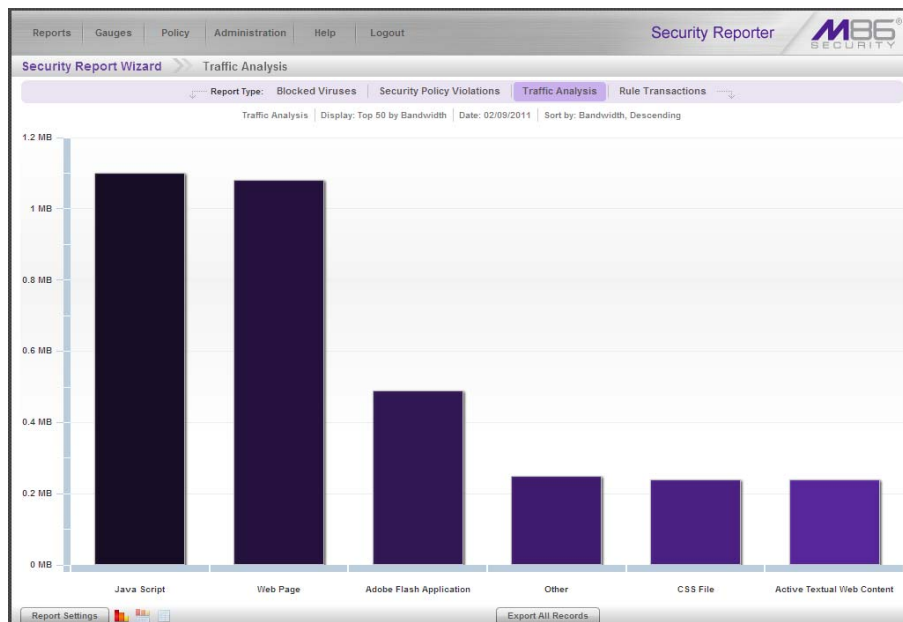 Reports Gauges Policy Administration Help Logout Security Reporter M86® SECURITY
Security Report Wizard Traffic Analysis
Report Type: Blocked Viruses Security Policy Violations Traffic Analysis Rule Transactions
Traffic Analysis Display: Top 50 by Bandwidth Date: 02/09/2011 Sort by: Bandwidth, Descending
1.2 MB
1 MB
0.8 MB
0.6 MB
0.4 MB
0.2 MB
0 MB
Java Script Web Page Adobe Flash Application Other CSS File Active Textual Web Content
Report Settings Export All Records